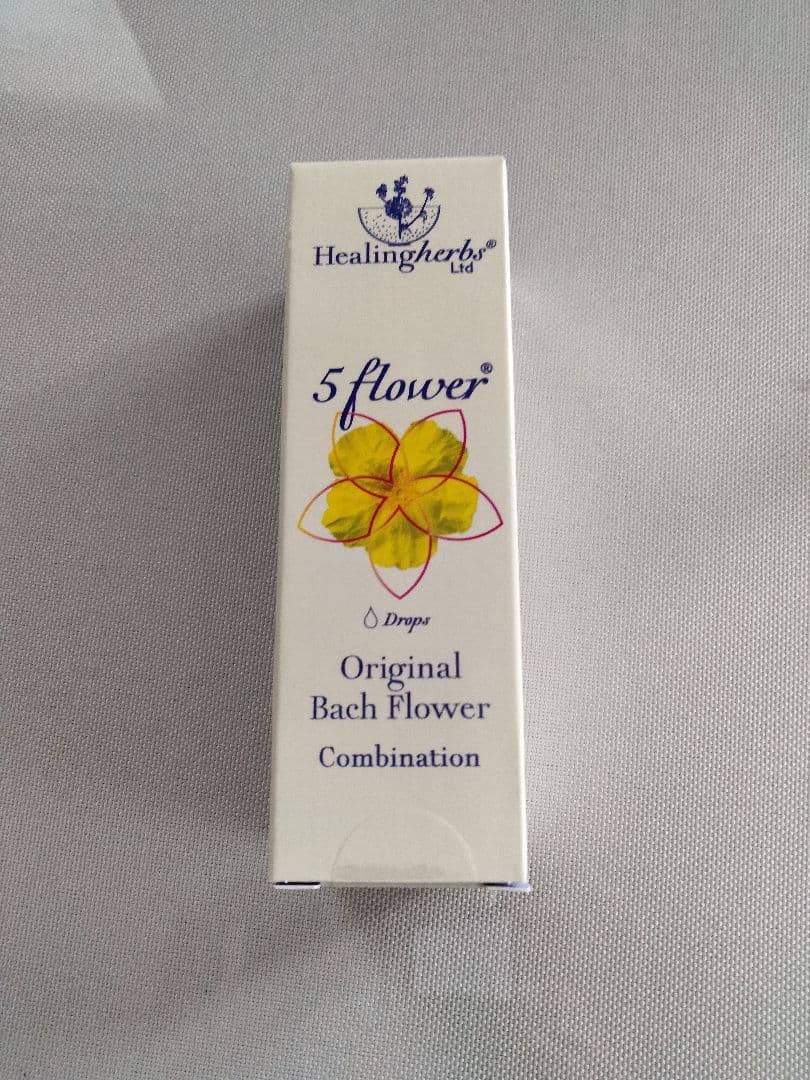 Healingherbs®
Ltd
5 flower®
Drops
Original
Bach Flower
Combination